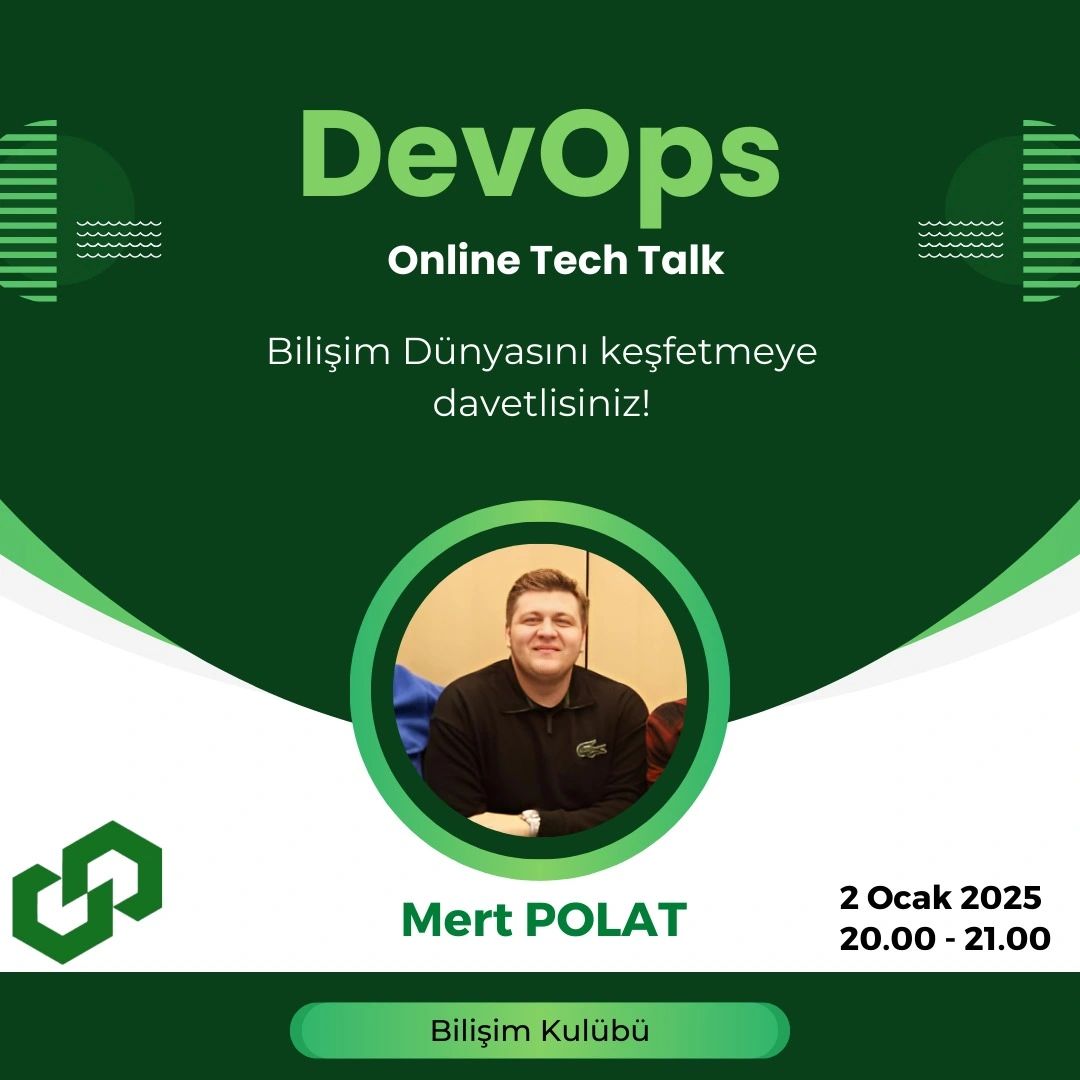 DevOps
Online Tech Talk
Bilişim Dünyasını keşfetmeye
davetlisiniz!
Mert POLAT
2 Ocak 2025
20.00 - 21.00
Bilişim Kulübü